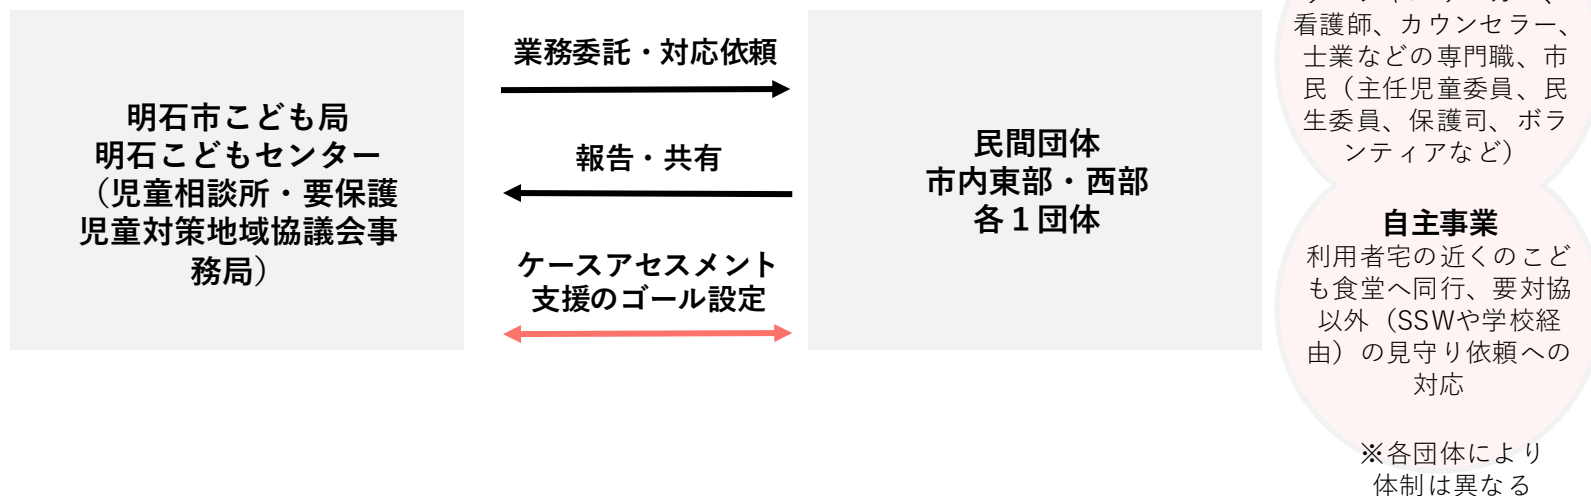 明石市こども局
明石こどもセンター
（児童相談所・要保護
児童対策地域協議会事
務局）
業務委託・対応依頼
報告・共有
ケースアセスメント
支援のゴール設定
民間団体
市内東部・西部
各１団体
看護師、カウンセラー、
士業などの専門職、市
民（主任児童委員、民
生委員、保護司、ボラ
ンティアなど）
自主事業
利用者宅の近くのこど
も食堂へ同行、要対協
以外（SSWや学校経
由）の見守り依頼への
対応
※各団体により
体制は異なる